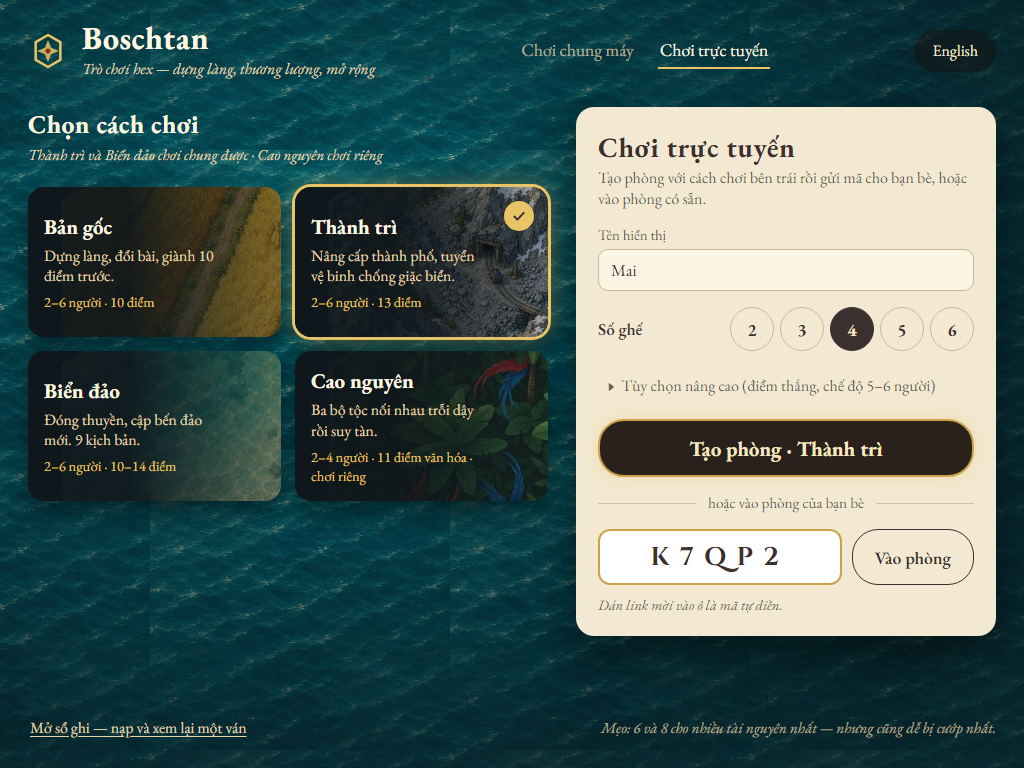 Boschtan
Trò chơi hex — dựng làng, thương lượng, mở rộng
Chơi chung máy
Chơi trực tuyến
English
Chọn cách chơi
Thành trì và Biển đảo chơi chung được · Cao nguyên chơi riêng
Bản gốc
Dựng làng, đổi bài, giành 10
điểm trước.
2–6 người · 10 điểm
Thành trì
Nâng cấp thành phố, tuyển
vệ binh chống giặc biển.
2–6 người · 13 điểm
Biển đảo
Đóng thuyền, cập bến đảo
mới. 9 kịch bản.
2–6 người · 10–14 điểm
Cao nguyên
Ba bộ tộc nối nhau trỗi dậy
rồi suy tàn.
2–4 người · 11 điểm văn hóa ·
chơi riêng
Chơi trực tuyến
Tạo phòng với cách chơi bên trái rồi gửi mã cho bạn bè, hoặc
vào phòng có sẵn.
Tên hiển thị
Mai
Số ghế
2
3
4
5
6
Tùy chọn nâng cao (điểm thắng, chế độ 5–6 người)
Tạo phòng · Thành trì
hoặc vào phòng của bạn bè
K7QP2
Vào phòng
Dán link mời vào ô là mã tự điền.
Mở sổ ghi — nạp và xem lại một ván
Mẹo: 6 và 8 cho nhiều tài nguyên nhất — nhưng cũng dễ bị cướp nhất.